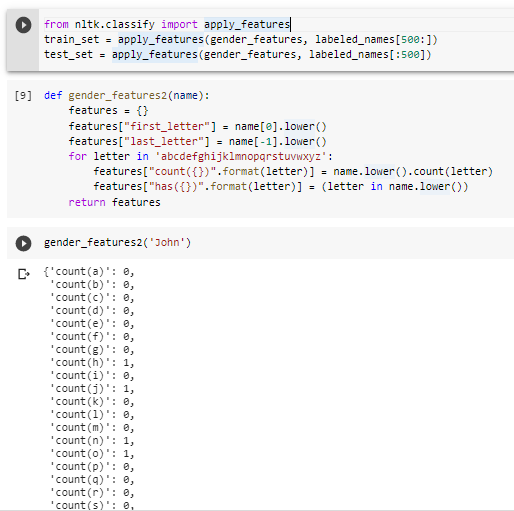 from nltk.classify import apply_features
train_set = apply_features(gender_features, labeled_names[500:])
test_set = apply_features(gender_features, labeled_names[:500])
[9] def gender_features2(name):
features = {}
features["first_letter"] = name[0].lower()
features["last_letter"] = name[-1].lower()
for letter in 'abcdefghijklmnopqrstuvwxyz':
features["count({})".format(letter)] = name.lower().count(letter)
features["has({})".format(letter)] = (letter in name.lower())
return features
gender_features2('John')
{'count(a)': 0,
'count(b)': 0,
'count(c)': 0,
'count(d)': 0,
'count(e)': 0,
'count(f)': 0,
'count(g)': 0,
'count(h)': 1,
'count(i)': 0,
'count(j)': 1,
'count(k)': 0,
'count(l)': 0,
'count(m)': 0,
'count(n)': 1,
'count(o)': 1,
'count(p)': 0,
'count(q)': 0,
'count(r)': 0,
'count(s)': 0,